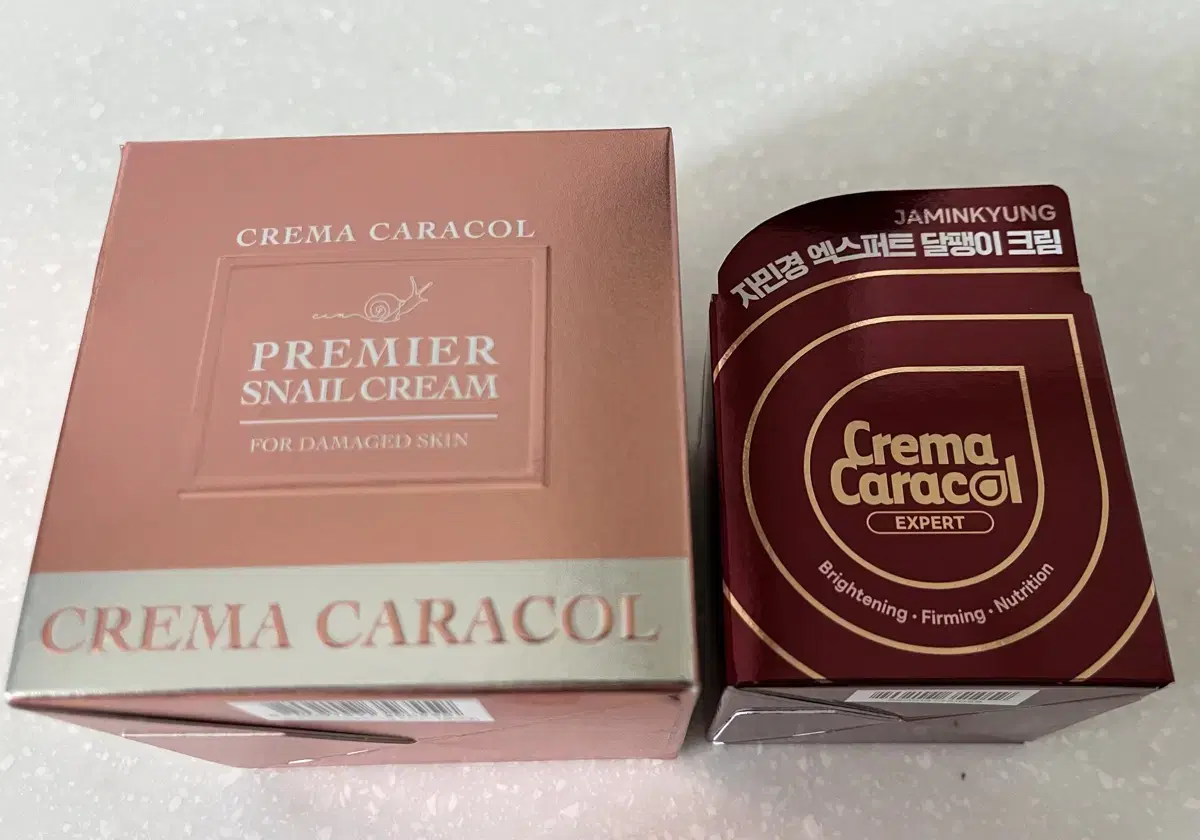 CREMA CARACOL
PREMIER
SNAIL CREAM
FOR DAMAGED SKIN
CREMA CARACOL
JAMINKYUNG
자민경 엑스퍼트 달팽이 크림
Crema
Caracol
EXPERT
Brightening · Firming · Nutrition